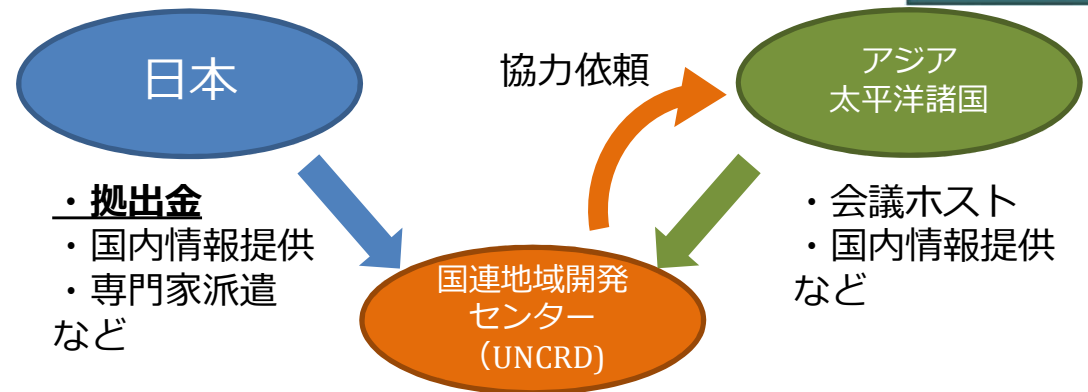 日本
協力依頼
アジア
太平洋諸国
・拠出金
・国内情報提供
・専門家派遣
など
・会議ホスト
・国内情報提供
など
国連地域開発
センター
（UNCRD)